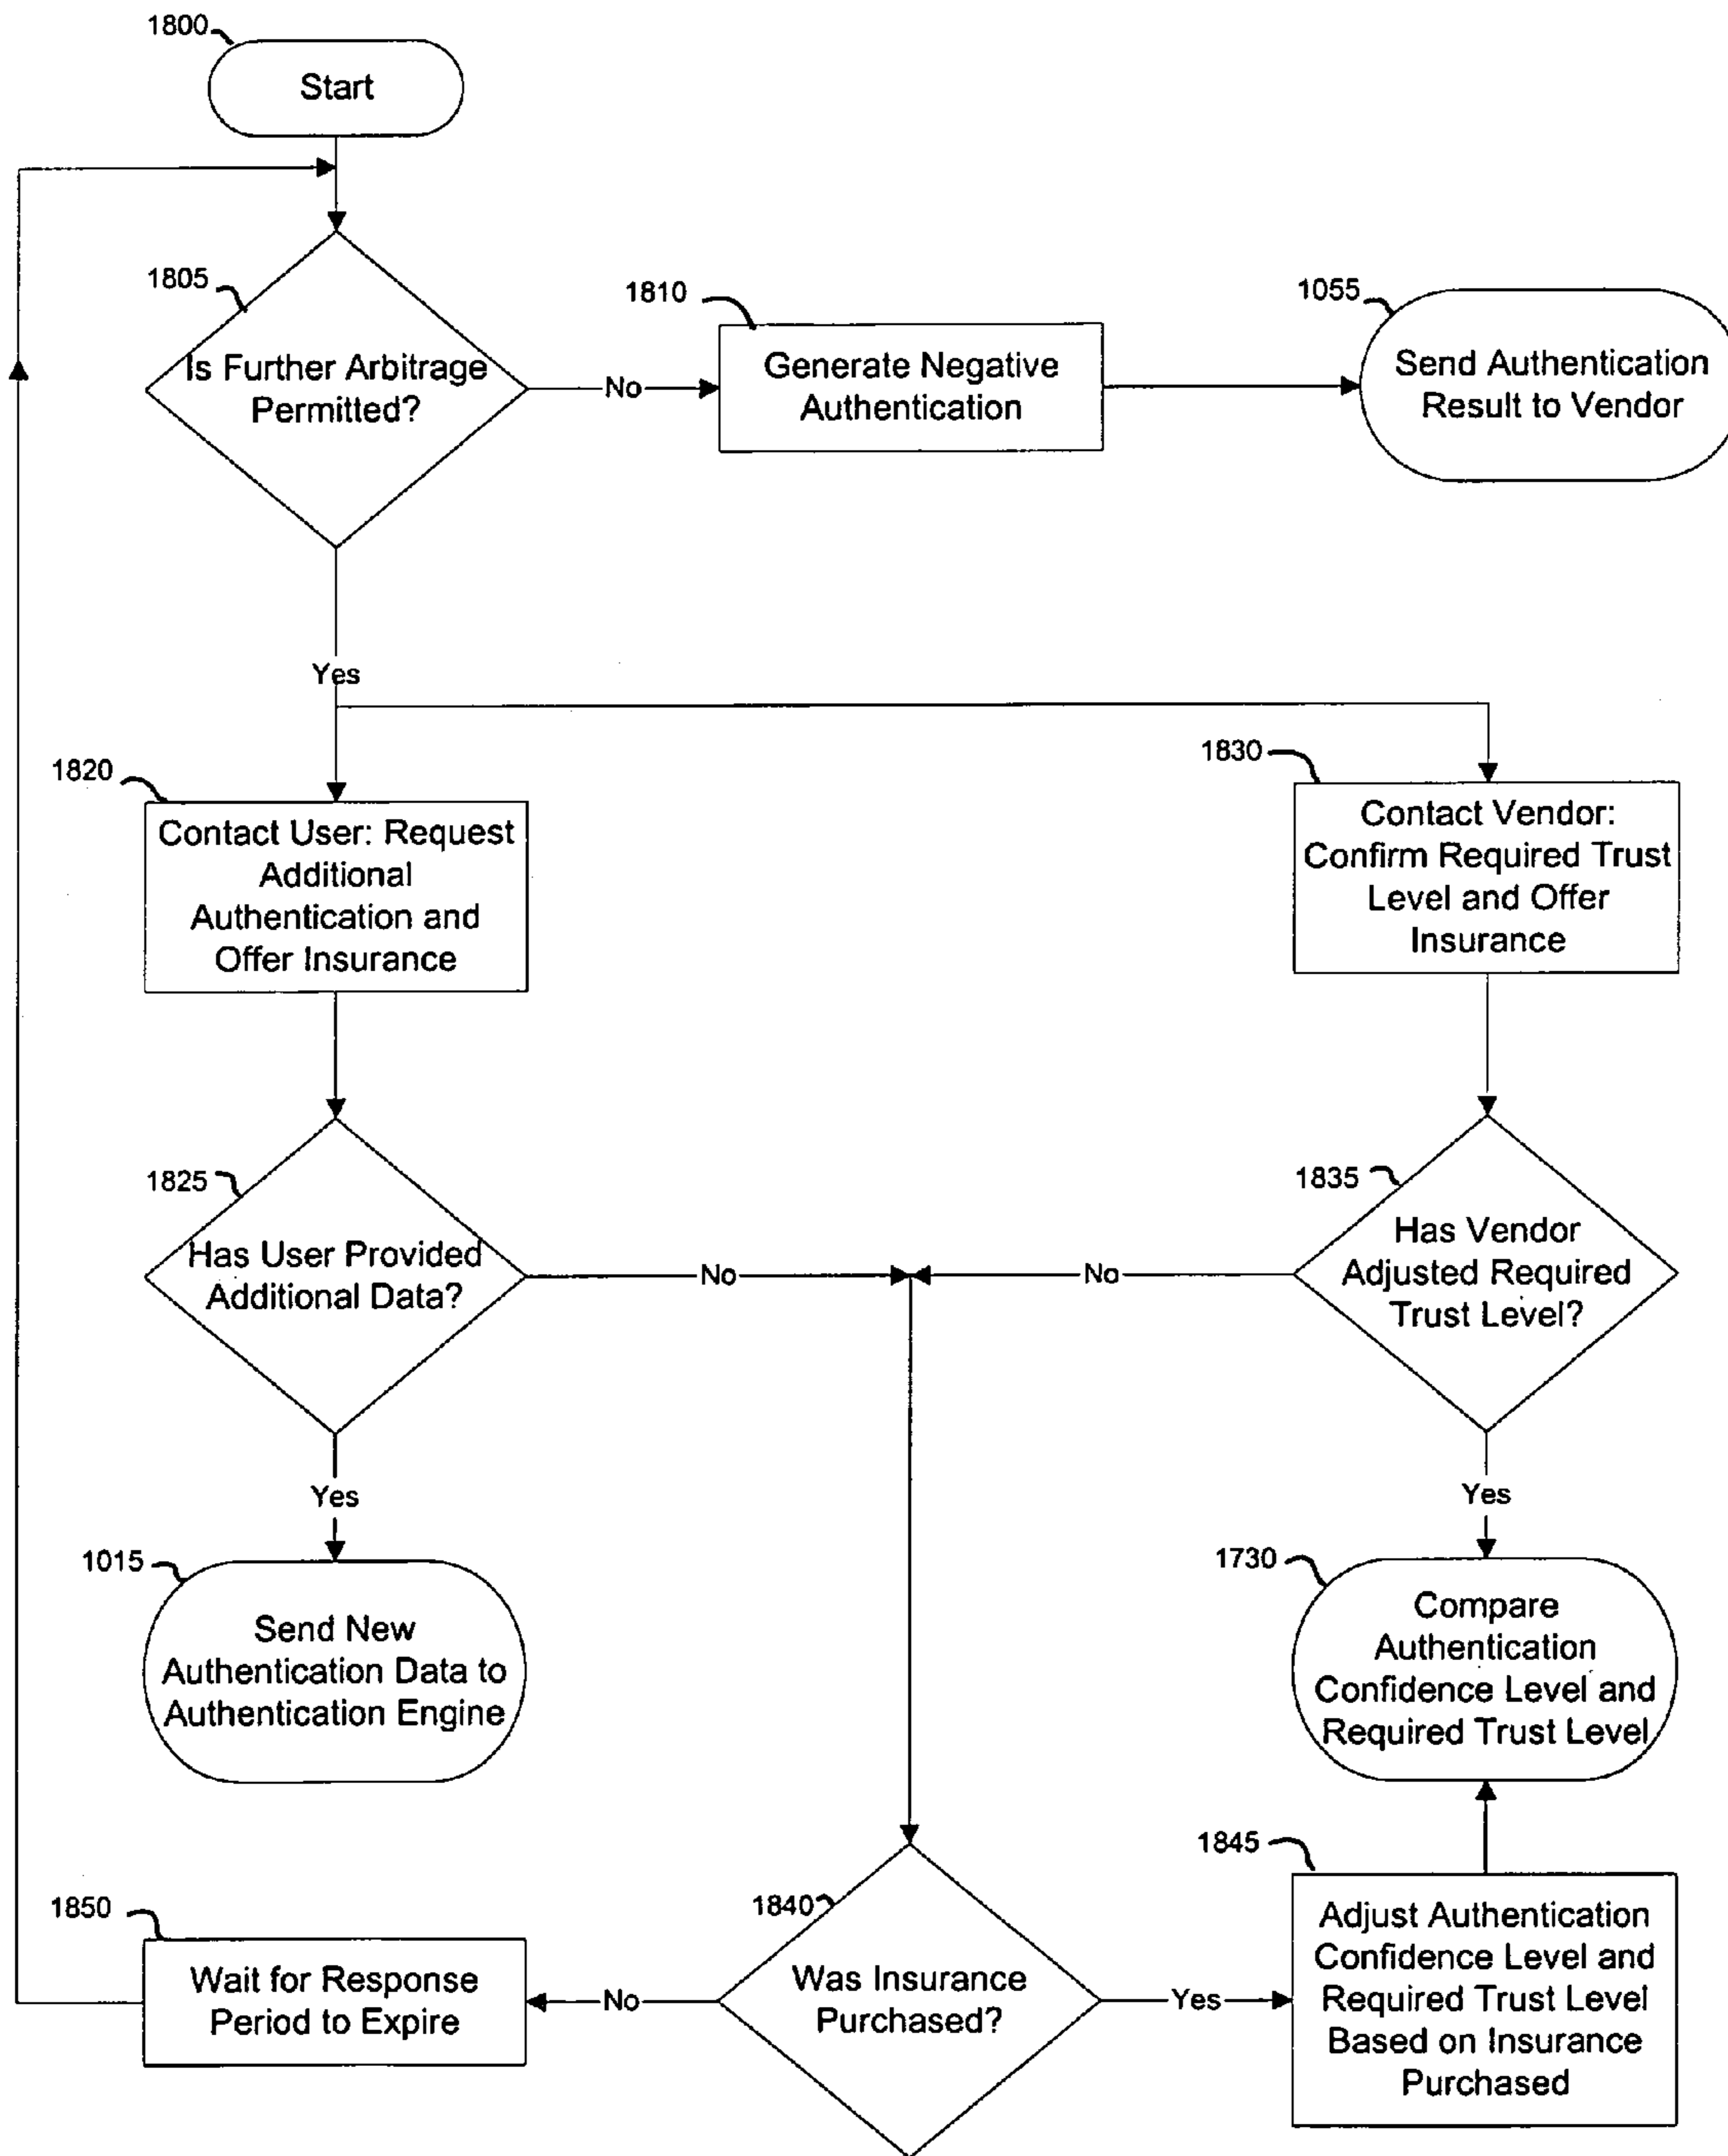 1800
Start
1805
Is Further Arbitrage
Permitted?
No
1810
Generate Negative
Authentication
1055
Send Authentication
Result to Vendor
Yes
1820
Contact User: Request
Additional
Authentication and
Offer Insurance
1830
Contact Vendor:
Confirm Required Trust
Level and Offer
Insurance
1825
Has User Provided
Additional Data?
No
No
1835
Has Vendor
Adjusted Required
Trust Level?
Yes
Yes
1015
Send New
Authentication Data to
Authentication Engine
1730
Compare
Authentication
Confidence Level and
Required Trust Level
1850
Wait for Response
Period to Expire
No
1840
Was Insurance
Purchased?
Yes
1845
Adjust Authentication
Confidence Level and
Required Trust Level
Based on Insurance
Purchased